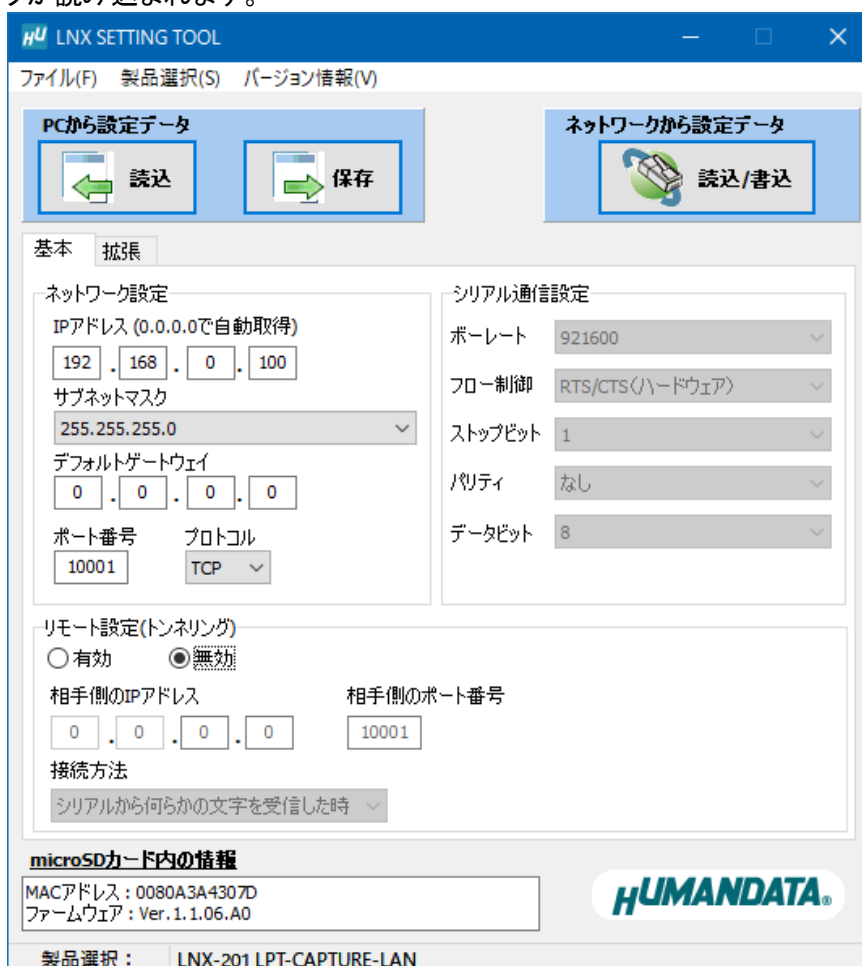 タが読み込まれます。
HU LNX SETTING TOOL
ファイル(F) 製品選択(S) バージョン情報(V)
PCから設定データ
読込
保存
ネットワークから設定データ
読込/書込
基本 拡張
ネットワーク設定
IPアドレス (0.0.0.0で自動取得)
192 . 168 . 0 . 100
サブネットマスク
255.255.255.0
デフォルトゲートウェイ
0 . 0 . 0 . 0
ポート番号 プロトコル
10001 TCP
シリアル通信設定
ボーレート 921600
フロー制御 RTS/CTS(ハードウェア)
ストップビット 1
パリティ なし
データビット 8
リモート設定(トンネリング)
有効 無効
相手側のIPアドレス 相手側のポート番号
0 . 0 . 0 . 0 10001
接続方法
シリアルから何らかの文字を受信した時
microSDカード内の情報
MACアドレス : 0080A3A4307D
ファームウェア : Ver.1.1.06.A0
HUMANDATA®
製品選択: LNX-201 LPT-CAPTURE-LAN